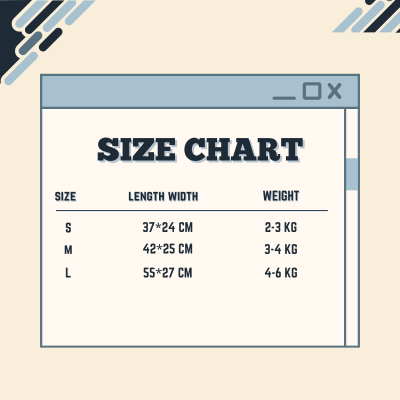 SIZE CHART
SIZE LENGTH WIDTH WEIGHT
S 37*24 CM 2-3 KG
M 42*25 CM 3-4 KG
L 55*27 CM 4-6 KG